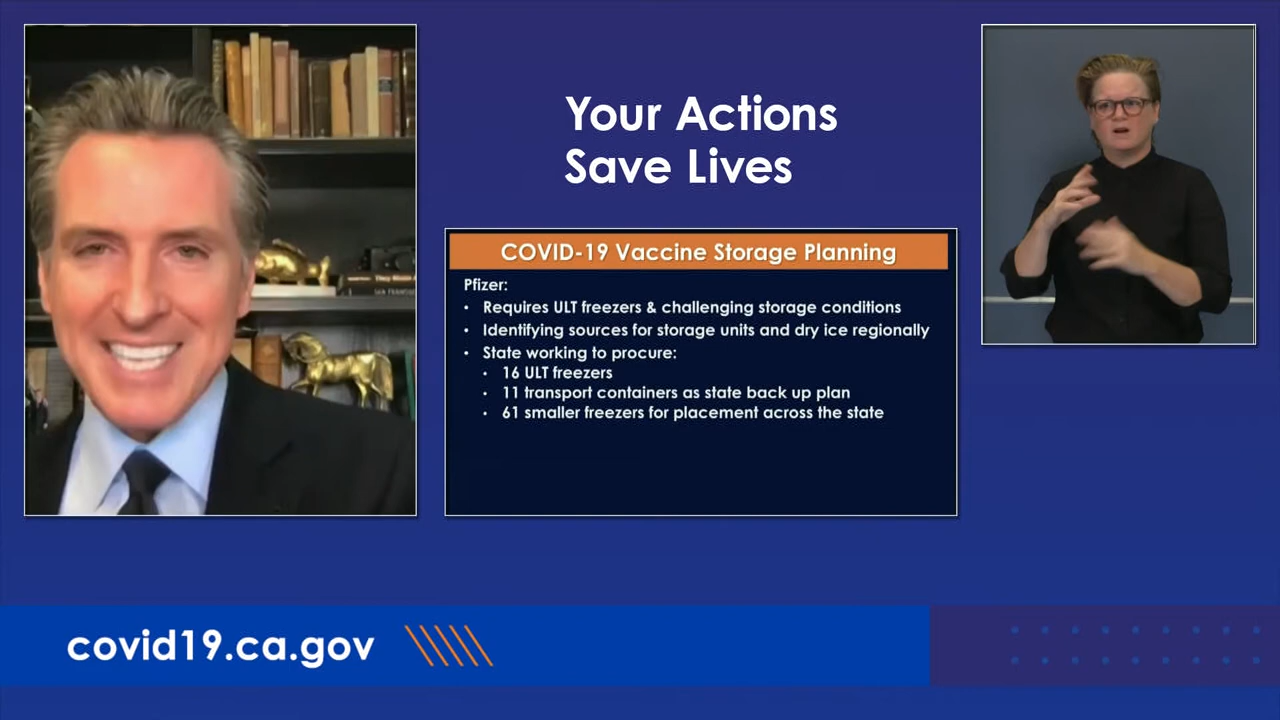 Your Actions
Save Lives
COVID-19 Vaccine Storage Planning
Pfizer:
• Requires ULT freezers & challenging storage conditions
• Identifying sources for storage units and dry ice regionally
• State working to procure:
• 16 ULT freezers
• 11 transport containers as state back up plan
• 61 smaller freezers for placement across the state
covid19.ca.gov